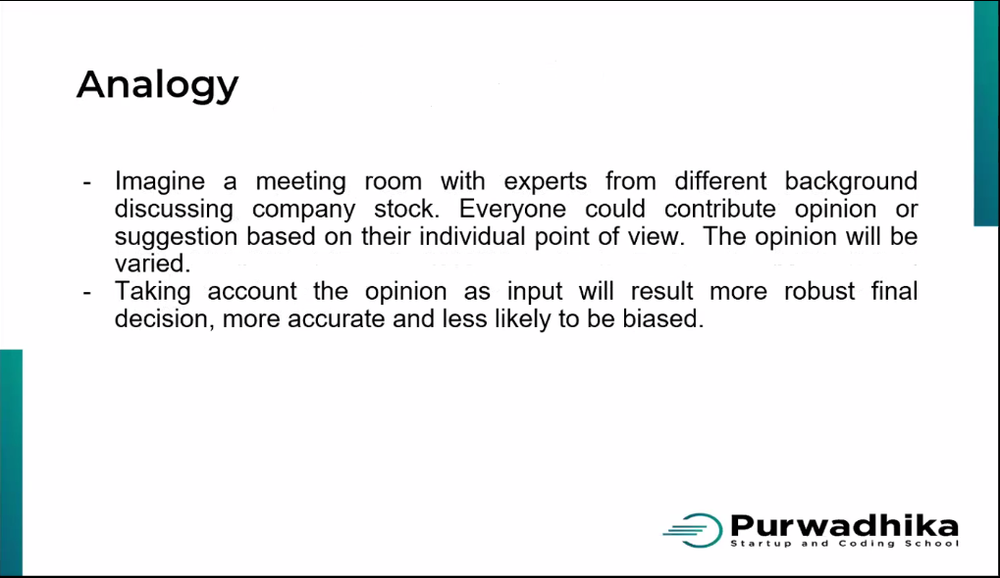 Analogy
- Imagine a meeting room with experts from different background
discussing company stock. Everyone could contribute opinion or
suggestion based on their individual point of view. The opinion will be
varied.
- Taking account the opinion as input will result more robust final
decision, more accurate and less likely to be biased.
Purwadhika
Startup and Coding School